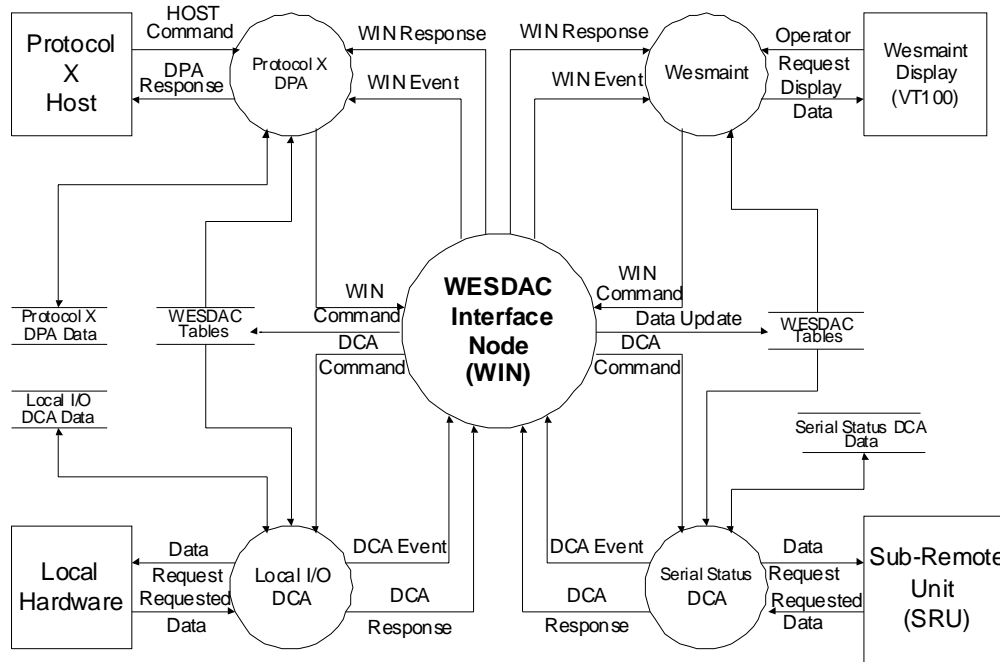 Protocol
X
Host
HOST
Command
DPA
Response
Protocol X
DPA
WIN Response
WIN Event
WIN Response
WIN Event
Wesmaint
Operator
Request
Display
Data
Wesmaint
Display
(VT100)
Protocol X
DPA Data
WESDAC
Tables
WIN
Command
DCA
Command
WESDAC
Interface
Node
(WIN)
WIN
Command
Data Update
DCA
Command
WESDAC
Tables
Local I/O
DCA Data
Serial Status DCA
Data
Local
Hardware
Data
Request
Requested
Data
Local I/O
DCA
DCA Event
DCA
Response
DCA Event
DCA
Response
Serial Status
DCA
Data
Request
Requested
Data
Sub-Remote
Unit
(SRU)